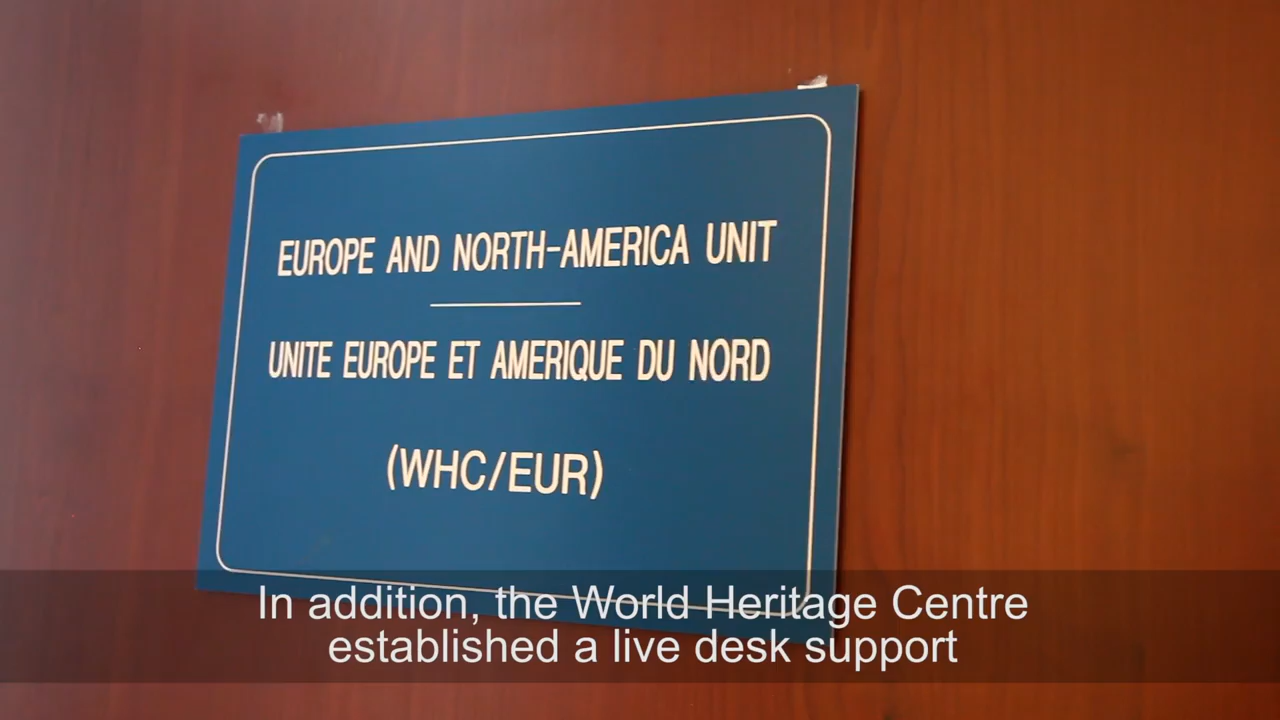 EUROPE AND NORTH-AMERICA UNIT
UNITE EUROPE ET AMERIQUE DU NORD
(WHC/EUR)
In addition, the World Heritage Centre
established a live desk support